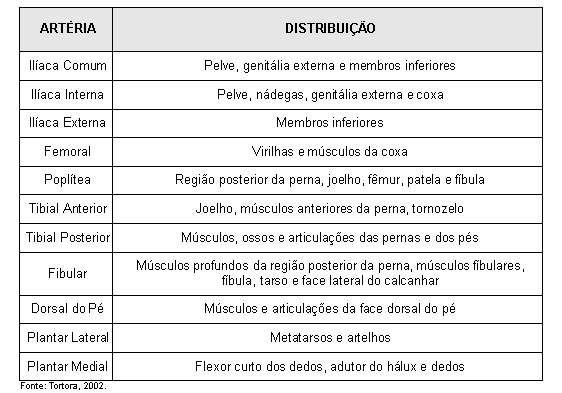 ARTÉRIA DISTRIBUIÇÃO
Ilíaca Comum Pelve, genitália externa e membros inferiores
Ilíaca Interna Pelve, nádegas, genitália externa e coxa
Ilíaca Externa Membros inferiores
Femoral Virilhas e músculos da coxa
Poplítea Região posterior da perna, joelho, fêmur, patela e fíbula
Tibial Anterior Joelho, músculos anteriores da perna, tornozelo
Tibial Posterior Músculos, ossos e articulações das pernas e dos pés
Fibular Músculos profundos da região posterior da perna, músculos fíbulares,
fíbula, tarso e face lateral do calcanhar
Dorsal do Pé Músculos e articulações da face dorsal do pé
Plantar Lateral Metatarsos e artelhos
Plantar Medial Flexor curto dos dedos, adutor do hálux e dedos
Fonte: Tortora, 2002.